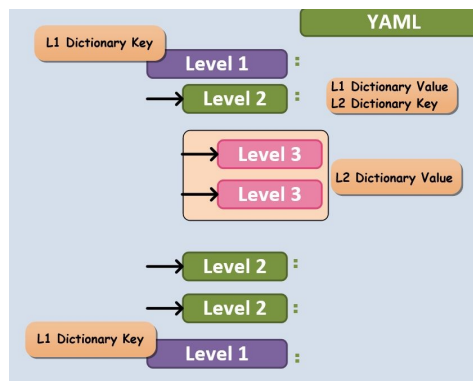 YAML
L1 Dictionary Key
Level 1 :
Level 2 :
L1 Dictionary Value
L2 Dictionary Key
Level 3
Level 3
L2 Dictionary Value
Level 2 :
Level 2 :
L1 Dictionary Key
Level 1 :